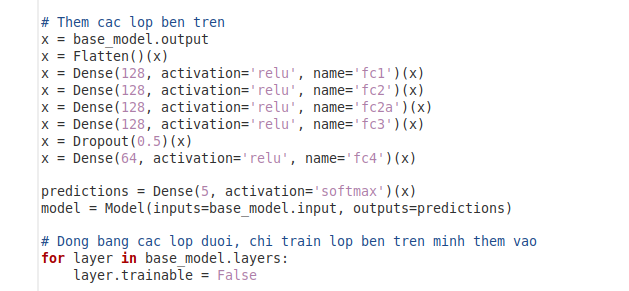 # Them cac lop ben tren
x = base_model.output
x = Flatten()(x)
x = Dense(128, activation='relu', name='fc1')(x)
x = Dense(128, activation='relu', name='fc2')(x)
x = Dense(128, activation='relu', name='fc2a')(x)
x = Dense(128, activation='relu', name='fc3')(x)
x = Dropout(0.5)(x)
x = Dense(64, activation='relu', name='fc4')(x)
predictions = Dense(5, activation='softmax')(x)
model = Model(inputs=base_model.input, outputs=predictions)
# Dong bang cac lop duoi, chi train lop ben tren minh them vao
for layer in base_model.layers:
    layer.trainable = False